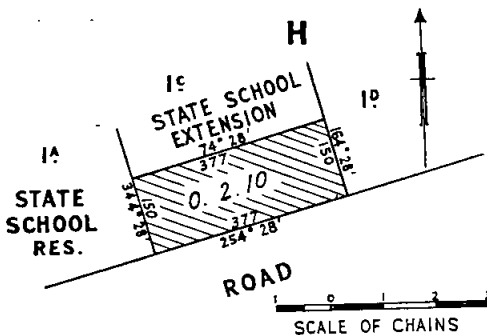 H
1C
STATE SCHOOL
EXTENSION
1D
1A
74° 28'
377
164° 28'
150
344° 28'
150
0. 2. 10
STATE
SCHOOL
RES.
377
254° 28'
ROAD
1 0 1 2 3
SCALE OF CHAINS